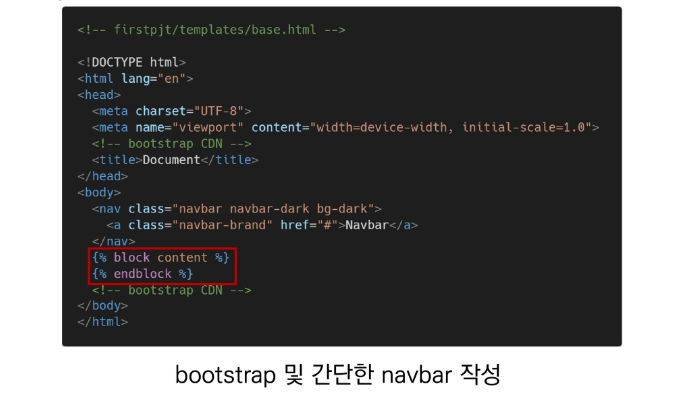 <!-- firstpjt/templates/base.html -->
<!DOCTYPE html>
<html lang="en">
<head>
<meta charset="UTF-8">
<meta name="viewport" content="width=device-width, initial-scale=1.0">
<!-- bootstrap CDN -->
<title>Document</title>
</head>
<body>
<nav class="navbar navbar-dark bg-dark">
<a class="navbar-brand" href="#">Navbar</a>
</nav>
{% block content %}
{% endblock %}
<!-- bootstrap CDN -->
</body>
</html>
bootstrap 및 간단한 navbar 작성